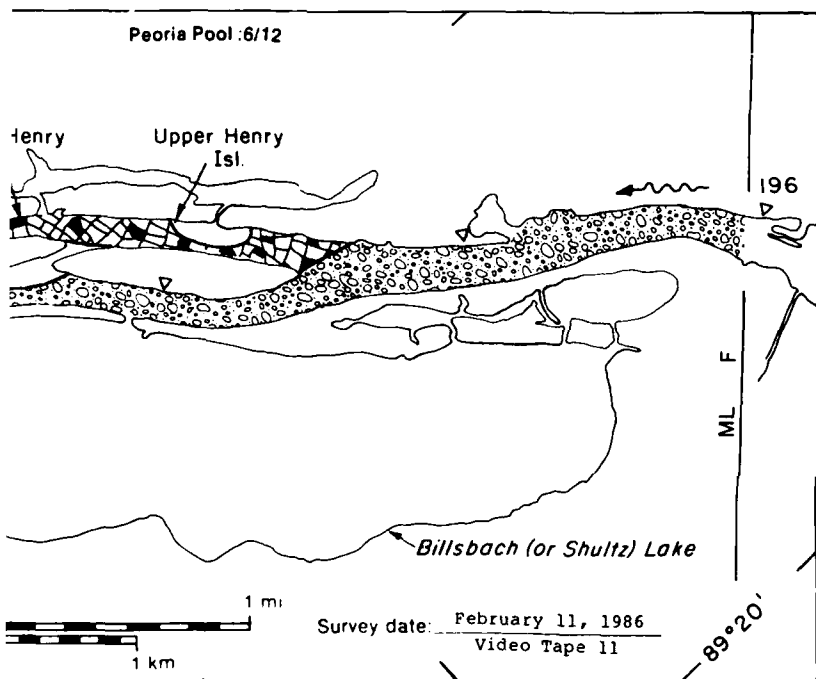 Peoria Pool :6/12
Henry
Upper Henry
Isl.
196
ML F
Billsbach (or Shultz) Lake
1 mi
1 km
Survey date: February 11, 1986
Video Tape 11
89°20'